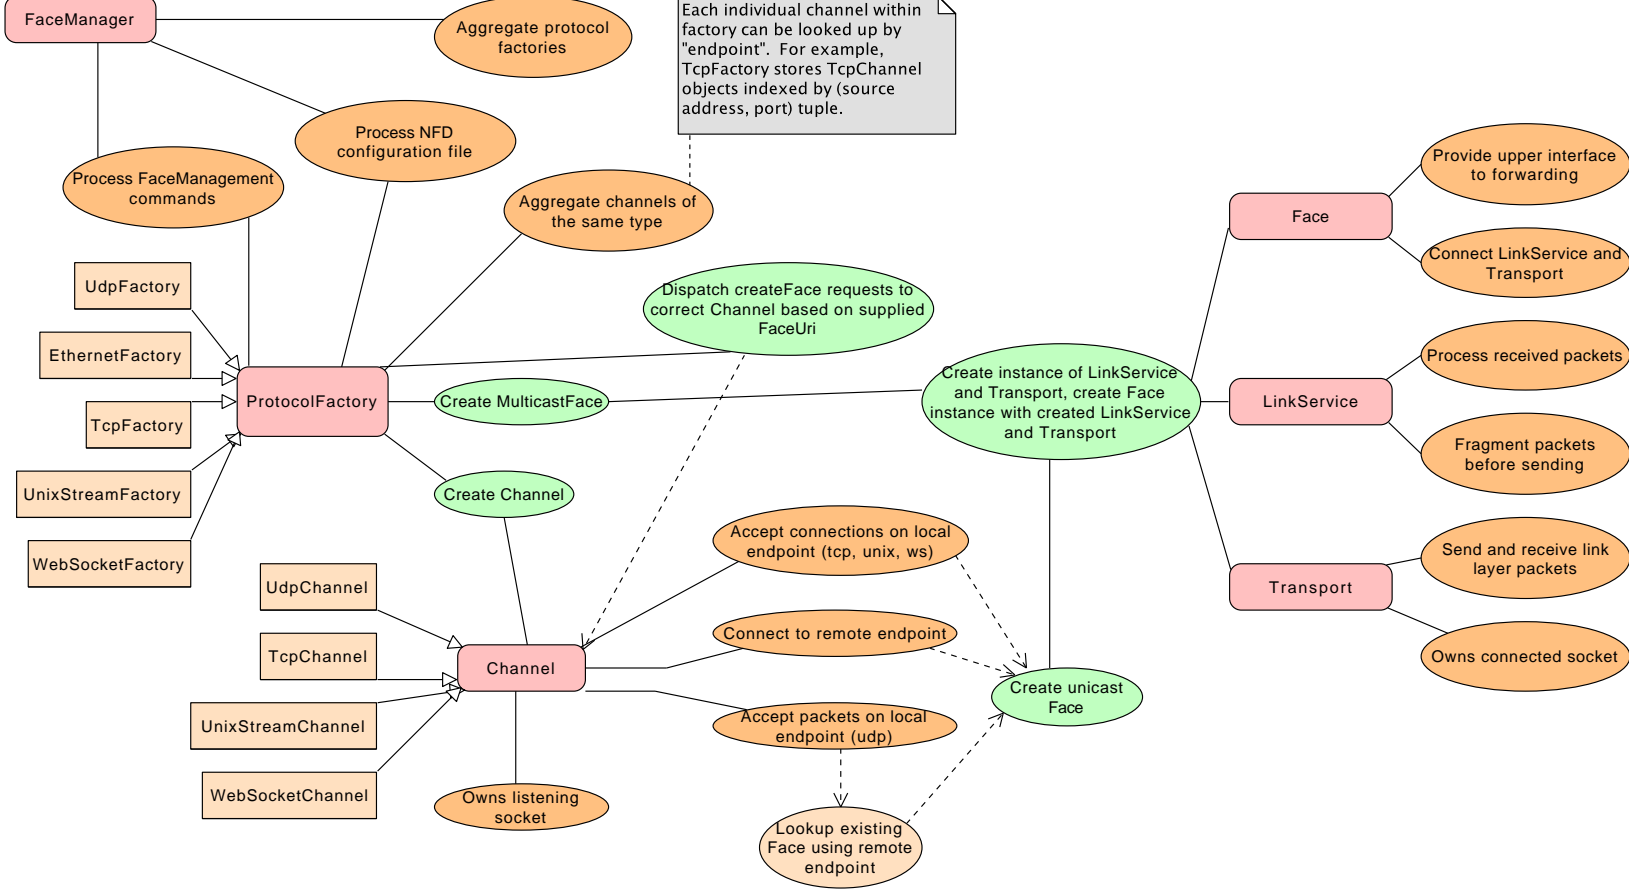 FaceManager
Aggregate protocol
factories
Each individual channel within
factory can be looked up by
"endpoint".  For example,
TcpFactory stores TcpChannel
objects indexed by (source
address, port) tuple.
Process NFD
configuration file
Process FaceManagement
commands
Aggregate channels of
the same type
Provide upper interface
to forwarding
Face
Connect LinkService and
Transport
UdpFactory
Dispatch createFace requests to
correct Channel based on supplied
FaceUri
EthernetFactory
Process received packets
ProtocolFactory
Create MulticastFace
Create instance of LinkService
and Transport, create Face
instance with created LinkService
and Transport
LinkService
TcpFactory
Fragment packets
before sending
UnixStreamFactory
Create Channel
Accept connections on local
endpoint (tcp, unix, ws)
Send and receive link
layer packets
WebSocketFactory
UdpChannel
Transport
Connect to remote endpoint
TcpChannel
Channel
Owns connected socket
Create unicast
Face
UnixStreamChannel
Accept packets on local
endpoint (udp)
WebSocketChannel
Owns listening
socket
Lookup existing
Face using remote
endpoint